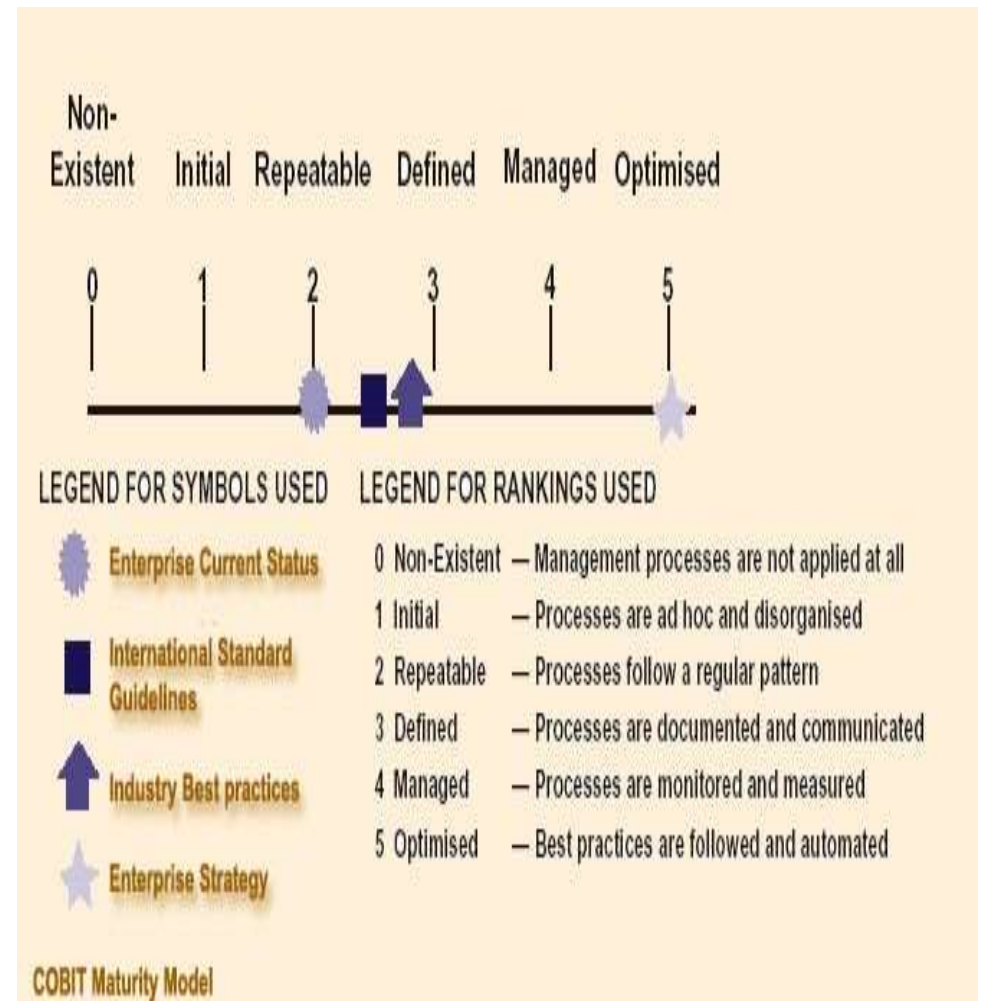 Non-
Existent Initial Repeatable Defined Managed Optimised
0 1 2 3 4 5
LEGEND FOR SYMBOLS USED
Enterprise Current Status
International Standard
Guidelines
Industry Best practices
Enterprise Strategy
LEGEND FOR RANKINGS USED
0 Non-Existent — Management processes are not applied at all
1 Initial — Processes are ad hoc and disorganised
2 Repeatable — Processes follow a regular pattern
3 Defined — Processes are documented and communicated
4 Managed — Processes are monitored and measured
5 Optimised — Best practices are followed and automated
COBIT Maturity Model